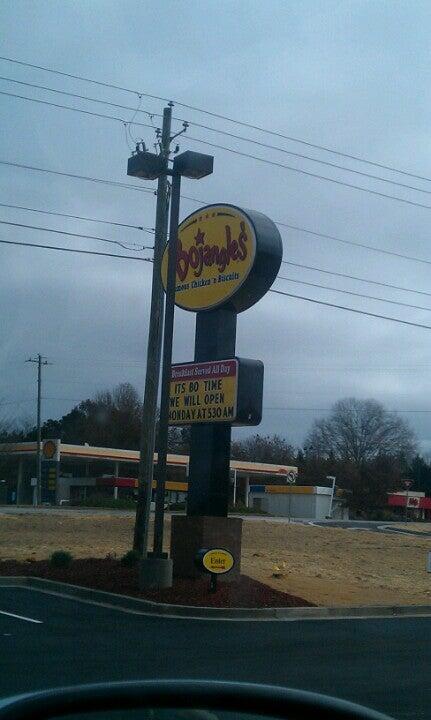 Bojangles'
Famous Chicken 'n Biscuits
Breakfast Served All Day
ITS BO TIME
WE WILL OPEN
MONDAY AT 530 AM
Enter